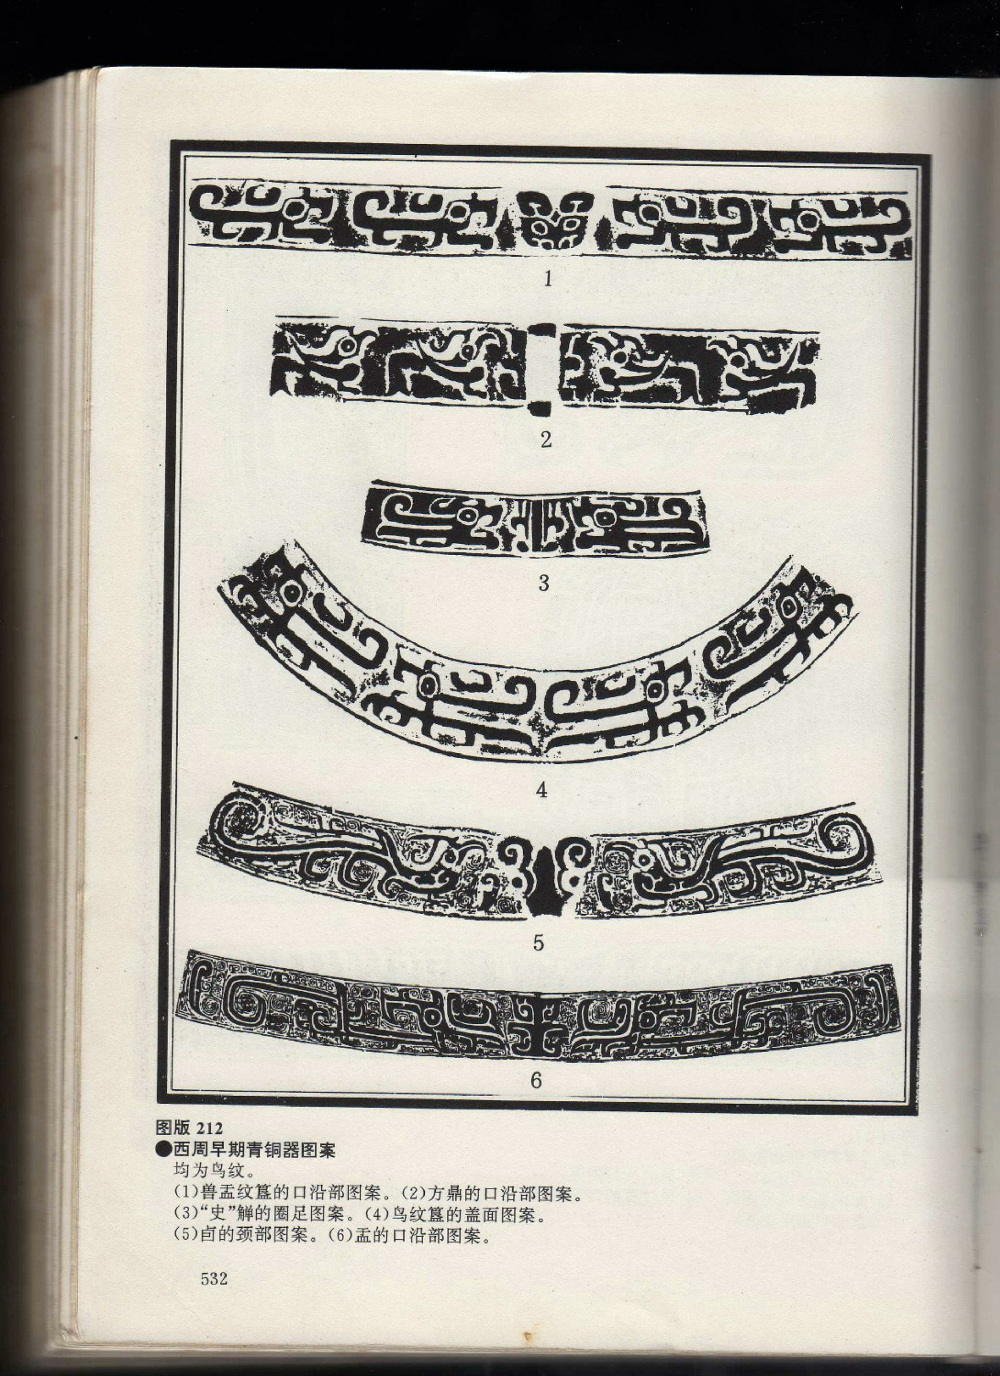 1
2
3
4
5
6
图版 212
●西周早期青铜器图案
均为鸟纹。
(1)兽盂纹簋的口沿部图案。(2)方鼎的口沿部图案。
(3)“史”觯的圈足图案。(4)鸟纹簋的盖面图案。
(5)卣的颈部图案。(6)盂的口沿部图案。
532